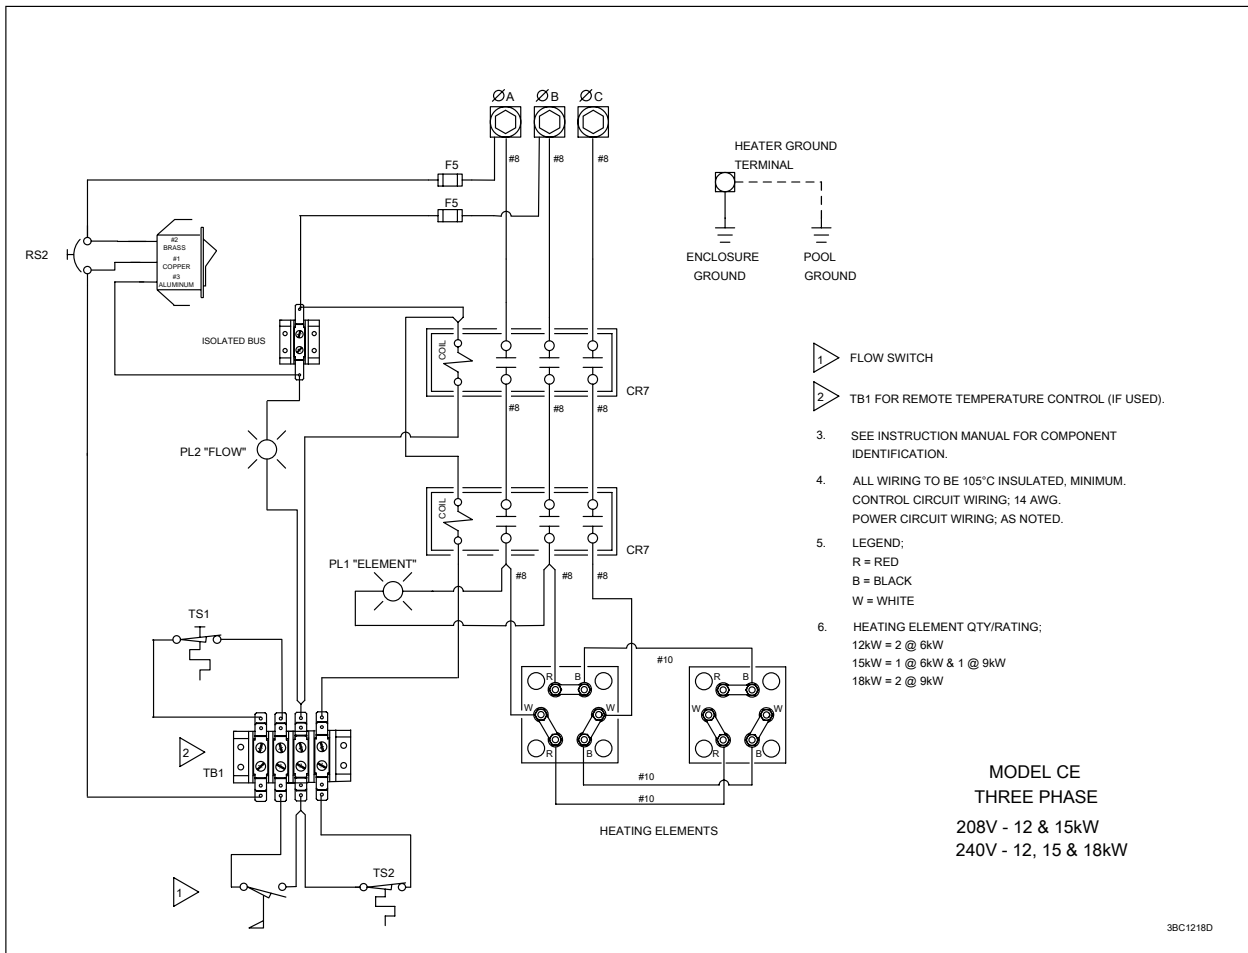 ØA ØB ØC
#8 #8 #8
F5
F5
HEATER GROUND
TERMINAL
ENCLOSURE
GROUND
POOL
GROUND
RS2
#2
BRASS
#1
COPPER
#3
ALUMINUM
ISOLATED BUS
COIL
CR7
#8 #8 #8
PL2 "FLOW"
COIL
CR7
PL1 "ELEMENT"
#8 #8 #8
TS1
#10
R B
W W
R B
R B
W W
R B
#10
#10
HEATING ELEMENTS
2
TB1
1
TS2
1 FLOW SWITCH
2 TB1 FOR REMOTE TEMPERATURE CONTROL (IF USED).
3. SEE INSTRUCTION MANUAL FOR COMPONENT
IDENTIFICATION.
4. ALL WIRING TO BE 105°C INSULATED, MINIMUM.
CONTROL CIRCUIT WIRING; 14 AWG.
POWER CIRCUIT WIRING; AS NOTED.
5. LEGEND;
R = RED
B = BLACK
W = WHITE
6. HEATING ELEMENT QTY/RATING;
12kW = 2 @ 6kW
15kW = 1 @ 6kW & 1 @ 9kW
18kW = 2 @ 9kW
MODEL CE
THREE PHASE
208V - 12 & 15kW
240V - 12, 15 & 18kW
3BC1218D